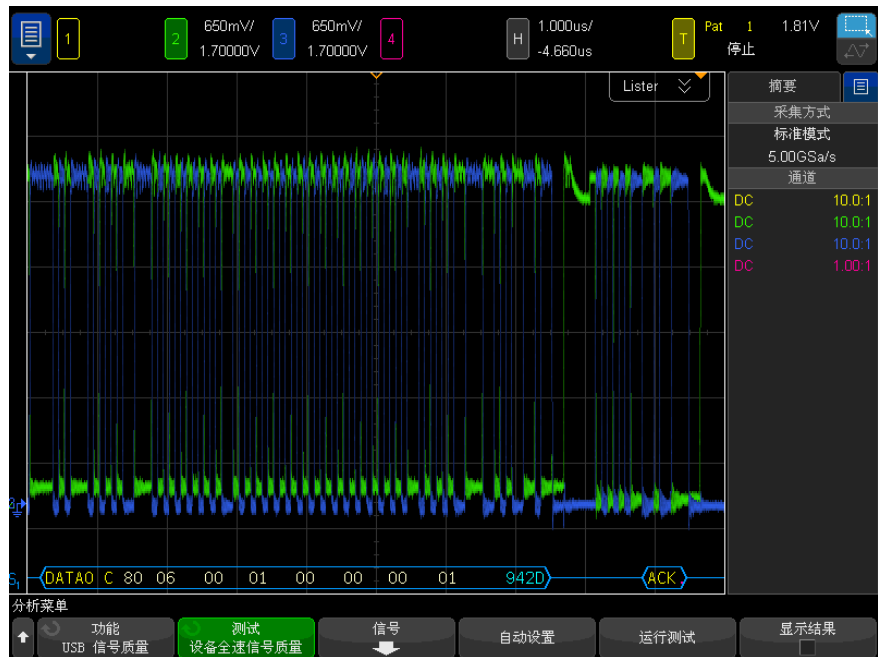 1 2 650mV/ 3 650mV/ 4 H 1.000us/ T Pat 1 1.81V
1.70000V 1.70000V -4.660us 停止
Lister
摘要
采集方式
标准模式
5.00GSa/s
通道
DC 10.0:1
DC 10.0:1
DC 10.0:1
DC 1.00:1
2
S1 DATA0 C 80 06 00 01 00 00 00 01 942D ACK
分析菜单
功能 测试 信号 自动设置 运行测试 显示结果
USB 信号质量 设备全速信号质量